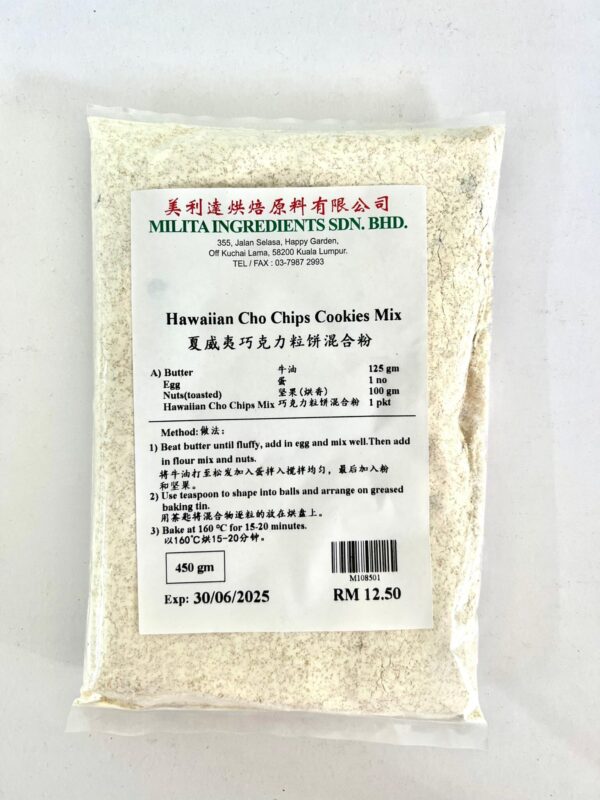 美利達烘焙原料有限公司
MILITA INGREDIENTS SDN. BHD.
355, Jalan Selasa, Happy Garden,
Off Kuchai Lama, 58200 Kuala Lumpur.
TEL / FAX : 03-7987 2993
Hawaiian Cho Chips Cookies Mix
夏威夷巧克力粒饼混合粉
A) Butter 牛油 125 gm
Egg 蛋 1 no
Nuts(toasted) 坚果(烘香) 100 gm
Hawaiian Cho Chips Mix 巧克力粒饼混合粉 1 pkt
Method: 做法:
1) Beat butter until fluffy, add in egg and mix well.Then add
in flour mix and nuts.
将牛油打至松发加入蛋拌入搅拌均匀, 最后加入粉
和坚果。
2) Use teaspoon to shape into balls and arrange on greased
baking tin.
用茶匙将混合物逐粒的放在烘盘上。
3) Bake at 160 °C for 15-20 minutes.
以160℃烘15-20分钟。
450 gm
M108501
Exp: 30/06/2025 RM 12.50